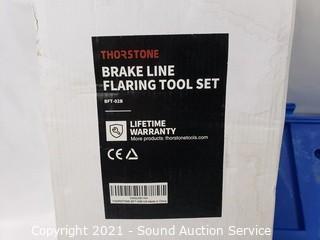 THORSTONE
BRAKE LINE
FLARING TOOL SET
BFT-02B
LIFETIME
WARRANTY
More products: thorstonetools.com
CE
Copyright 2021 - Sound Auction Service